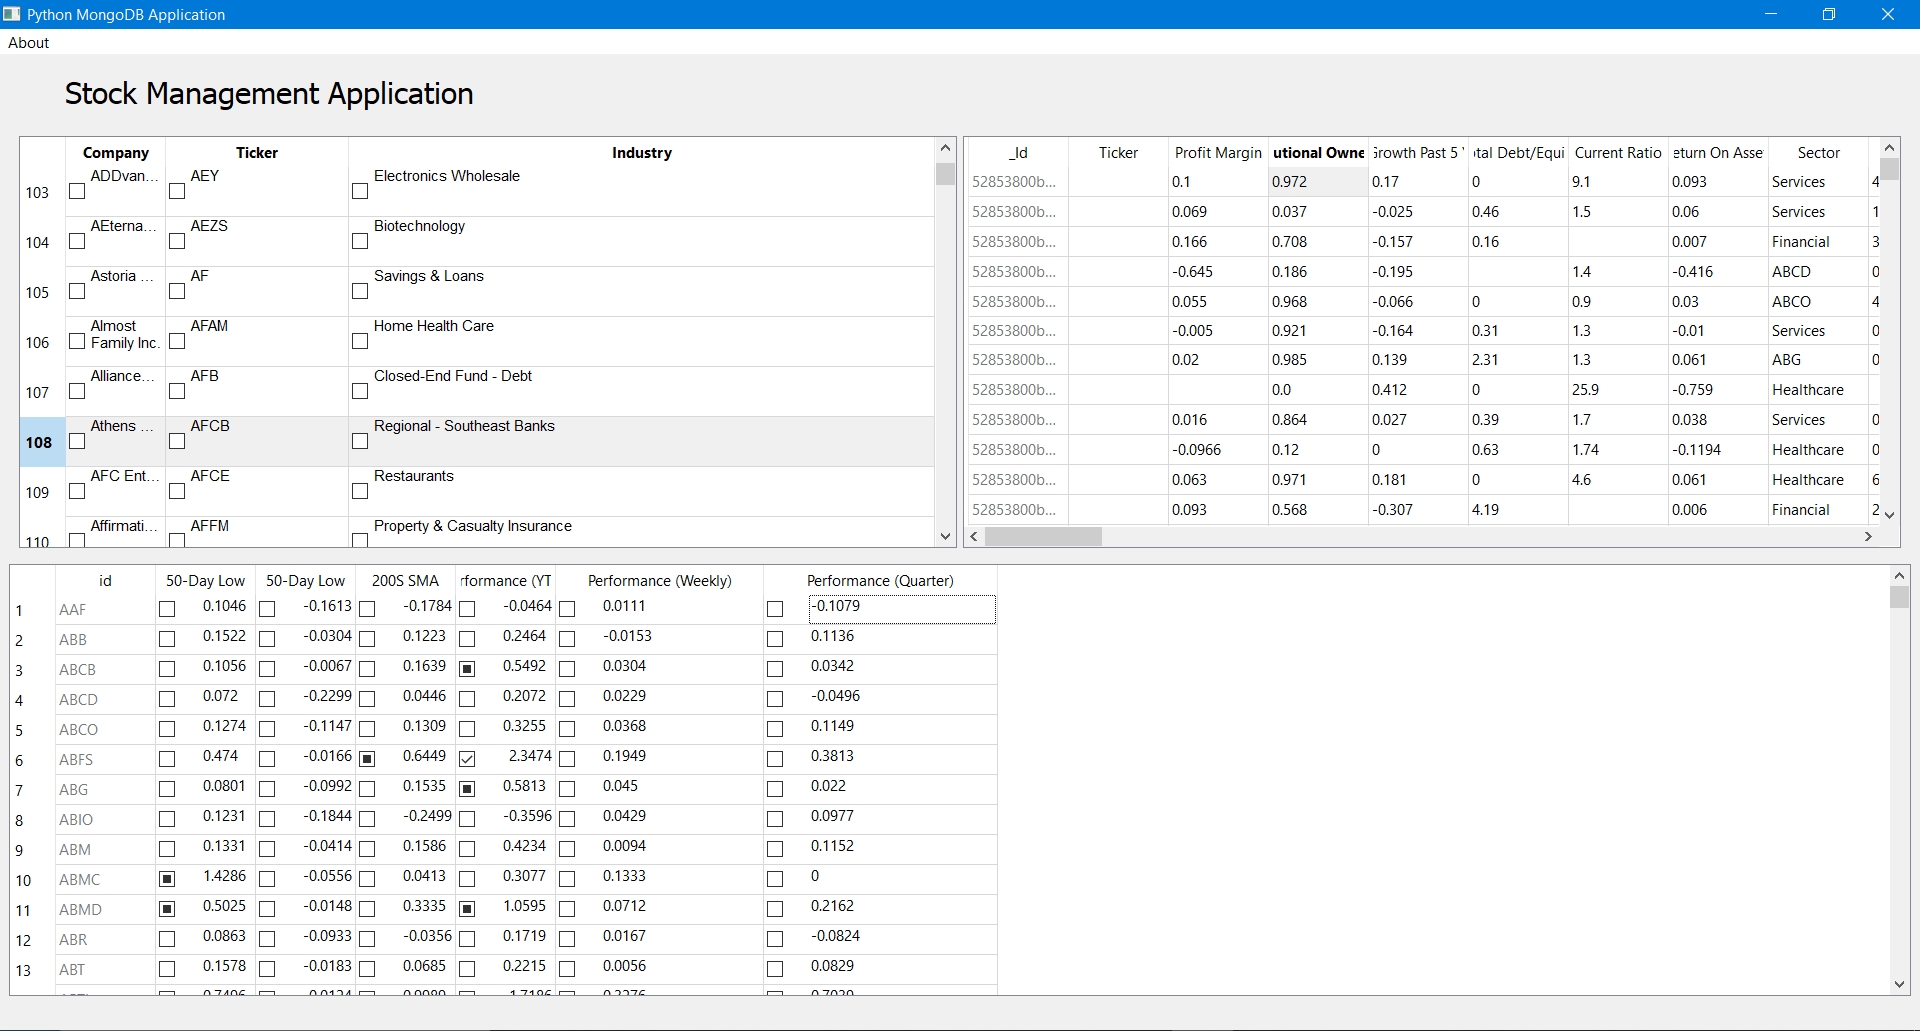 Python MongoDB Application
About
Stock Management Application
Company Ticker Industry
103 ADDvan... AEY Electronics Wholesale
104 AEterna... AEZS Biotechnology
105 Astoria ... AF Savings & Loans
106 Almost Family Inc. AFAM Home Health Care
107 Alliance... AFB Closed-End Fund - Debt
108 Athens ... AFCB Regional - Southeast Banks
109 AFC Ent... AFCE Restaurants
110 Affirmati... AFFM Property & Casualty Insurance
_Id Ticker Profit Margin utional Owne Growth Past 5 otal Debt/Equi Current Ratio eturn On Asse Sector
52853800b... 0.1 0.972 0.17 0 9.1 0.093 Services 4
52853800b... 0.069 0.037 -0.025 0.46 1.5 0.06 Services 1
52853800b... 0.166 0.708 -0.157 0.16 0.007 Financial 3
52853800b... -0.645 0.186 -0.195 1.4 -0.416 ABCD 0
52853800b... 0.055 0.968 -0.066 0 0.9 0.03 ABCO 4
52853800b... -0.005 0.921 -0.164 0.31 1.3 -0.01 Services 0
52853800b... 0.02 0.985 0.139 2.31 1.3 0.061 ABG 0
52853800b... 0.0 0.412 0 25.9 -0.759 Healthcare
52853800b... 0.016 0.864 0.027 0.39 1.7 0.038 Services 0
52853800b... -0.0966 0.12 0 0.63 1.74 -0.1194 Healthcare 0
52853800b... 0.063 0.971 0.181 0 4.6 0.061 Healthcare 6
52853800b... 0.093 0.568 -0.307 4.19 0.006 Financial 2
id 50-Day Low 50-Day Low 200S SMA rformance (YT Performance (Weekly) Performance (Quarter)
1 AAF 0.1046 -0.1613 -0.1784 -0.0464 0.0111 -0.1079
2 ABB 0.1522 -0.0304 0.1223 0.2464 -0.0153 0.1136
3 ABCB 0.1056 -0.0067 0.1639 0.5492 0.0304 0.0342
4 ABCD 0.072 -0.2299 0.0446 0.2072 0.0229 -0.0496
5 ABCO 0.1274 -0.1147 0.1309 0.3255 0.0368 0.1149
6 ABFS 0.474 -0.0166 0.6449 2.3474 0.1949 0.3813
7 ABG 0.0801 -0.0992 0.1535 0.5813 0.045 0.022
8 ABIO 0.1231 -0.1844 -0.2499 -0.3596 0.0429 0.0977
9 ABM 0.1331 -0.0414 0.1586 0.4234 0.0094 0.1152
10 ABMC 1.4286 -0.0556 0.0413 0.3077 0.1333 0
11 ABMD 0.5025 -0.0148 0.3335 1.0595 0.0712 0.2162
12 ABR 0.0863 -0.0933 -0.0356 0.1719 0.0167 -0.0824
13 ABT 0.1578 -0.0183 0.0685 0.2215 0.0056 0.0829